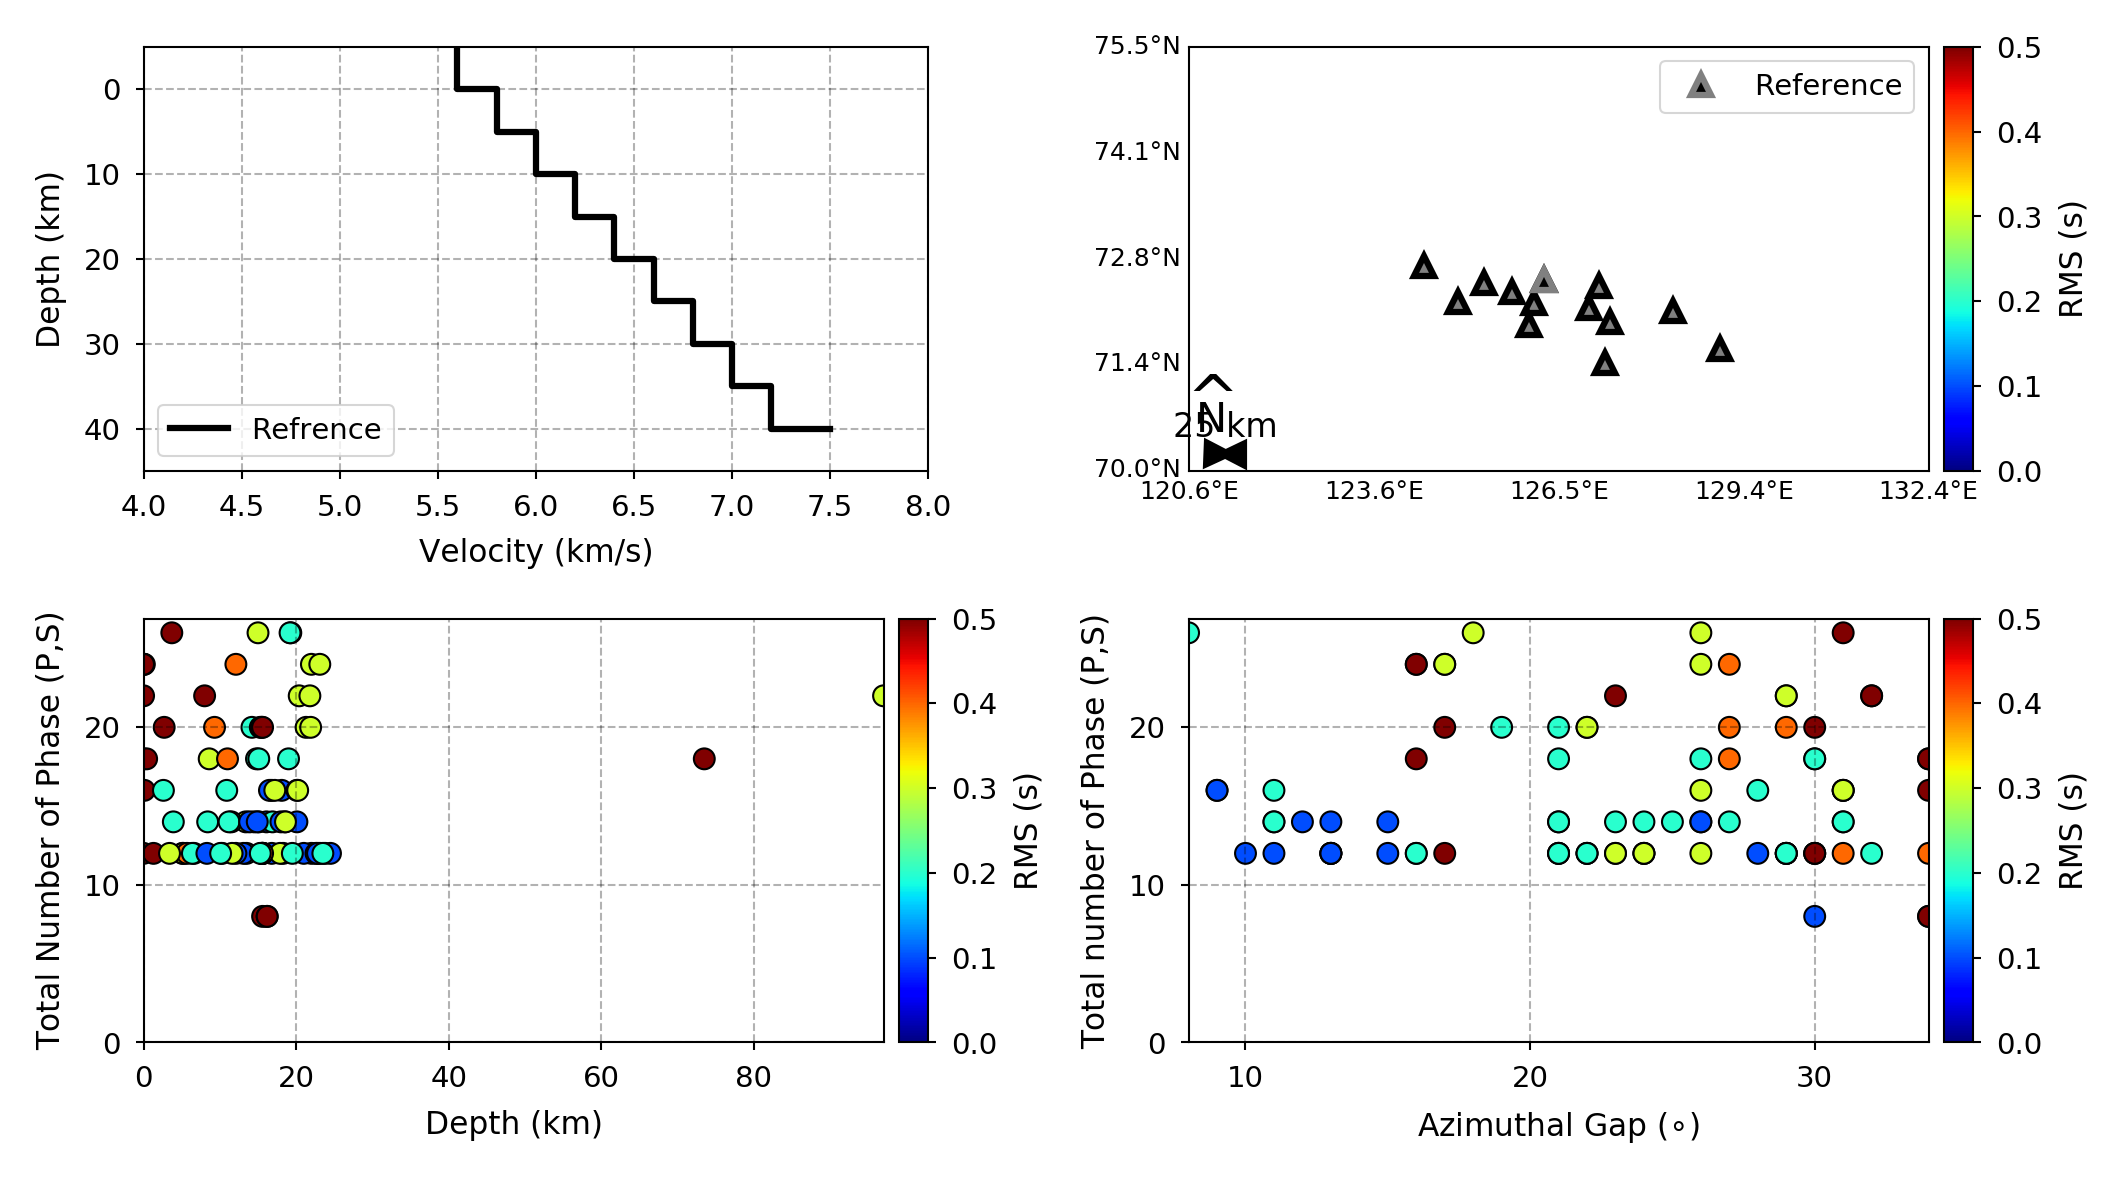 0
10
20
30
40
Depth (km)
Refrence
4.0 4.5 5.0 5.5 6.0 6.5 7.0 7.5 8.0
Velocity (km/s)
75.5°N
74.1°N
72.8°N
71.4°N
70.0°N
Reference
N
25 km
120.6°E 123.6°E 126.5°E 129.4°E 132.4°E
0.5
0.4
0.3
0.2
0.1
0.0
RMS (s)
Total Number of Phase (P,S)
20
10
0
0 20 40 60 80
Depth (km)
0.5
0.4
0.3
0.2
0.1
0.0
RMS (s)
Total number of Phase (P,S)
20
10
0
10 20 30
Azimuthal Gap (∘)
0.5
0.4
0.3
0.2
0.1
0.0
RMS (s)